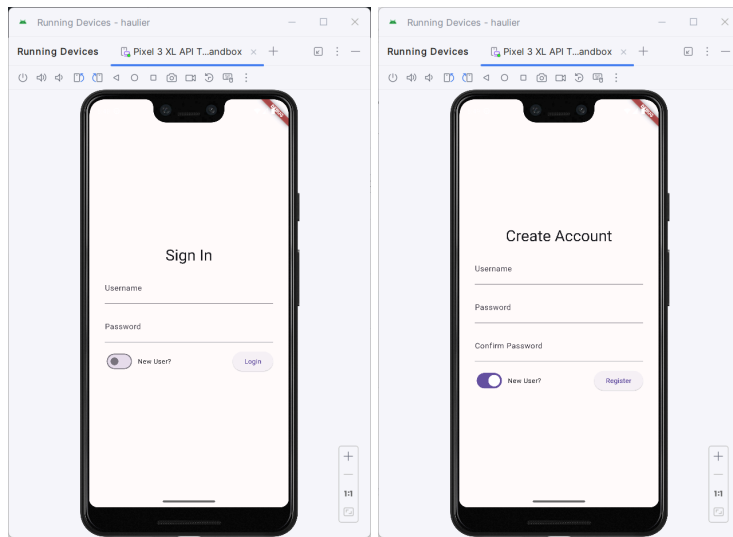 Running Devices - haulier
Running Devices
Pixel 3 XL API T...andbox
Sign In
Username
Password
New User?
Login
1:1
Running Devices - haulier
Running Devices
Pixel 3 XL API T...andbox
Create Account
Username
Password
Confirm Password
New User?
Register
1:1